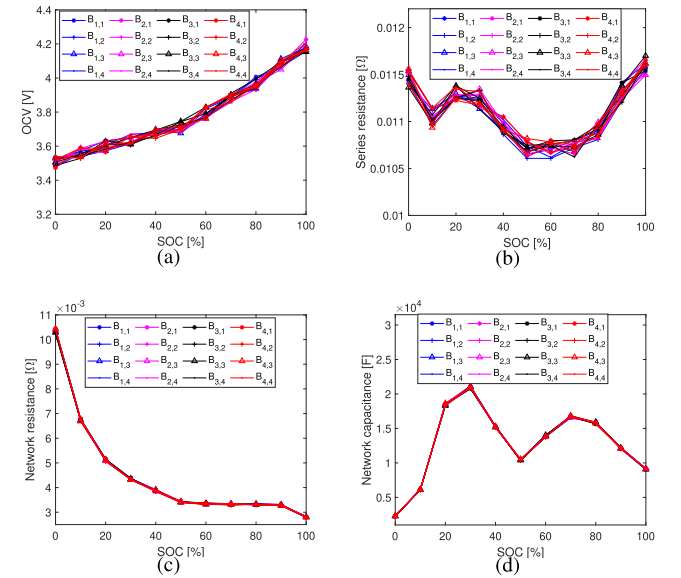 4.4
4.2
4
3.8
3.6
3.4
3.2
OCV [V]
B1,1 B2,1 B3,1 B4,1
B1,2 B2,2 B3,2 B4,2
B1,3 B2,3 B3,3 B4,3
B1,4 B2,4 B3,4 B4,4
0 20 40 60 80 100
SOC [%]
(a)
0.012
0.0115
0.011
0.0105
0.01
Series resistance [Ω]
B1,1 B2,1 B3,1 B4,1
B1,2 B2,2 B3,2 B4,2
B1,3 B2,3 B3,3 B4,3
B1,4 B2,4 B3,4 B4,4
0 20 40 60 80 100
SOC [%]
(b)
×10-3
11
10
9
8
7
6
5
4
3
Network resistance [Ω]
B1,1 B2,1 B3,1 B4,1
B1,2 B2,2 B3,2 B4,2
B1,3 B2,3 B3,3 B4,3
B1,4 B2,4 B3,4 B4,4
0 20 40 60 80 100
SOC [%]
(c)
×104
3
2.5
2
1.5
1
0.5
Network capacitance [F]
B1,1 B2,1 B3,1 B4,1
B1,2 B2,2 B3,2 B4,2
B1,3 B2,3 B3,3 B4,3
B1,4 B2,4 B3,4 B4,4
0 20 40 60 80 100
SOC [%]
(d)